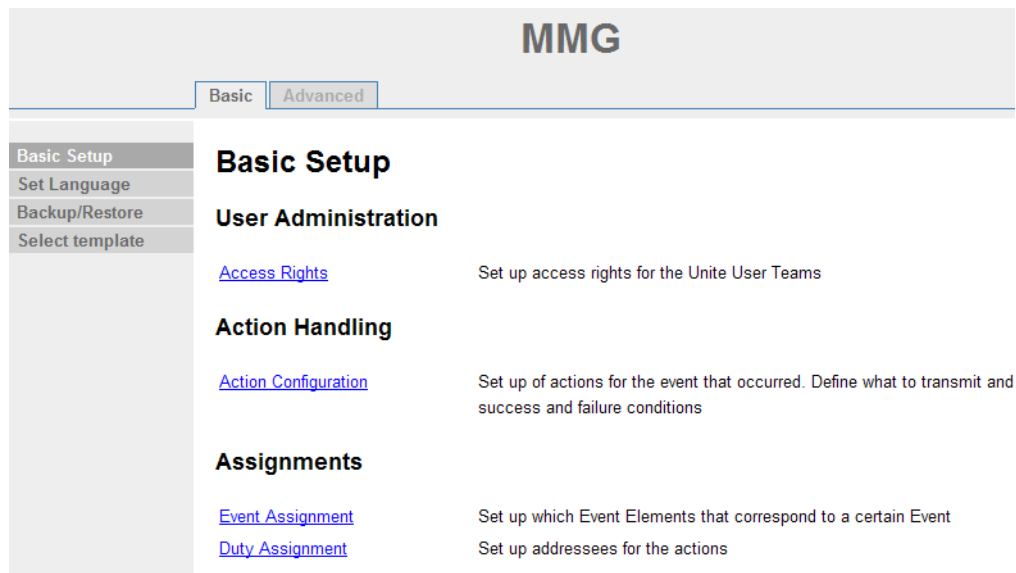 MMG
Basic Advanced
Basic Setup
Set Language
Backup/Restore
Select template
Basic Setup
User Administration
Access Rights Set up access rights for the Unite User Teams
Action Handling
Action Configuration Set up of actions for the event that occurred. Define what to transmit and
success and failure conditions
Assignments
Event Assignment Set up which Event Elements that correspond to a certain Event
Duty Assignment Set up addressees for the actions